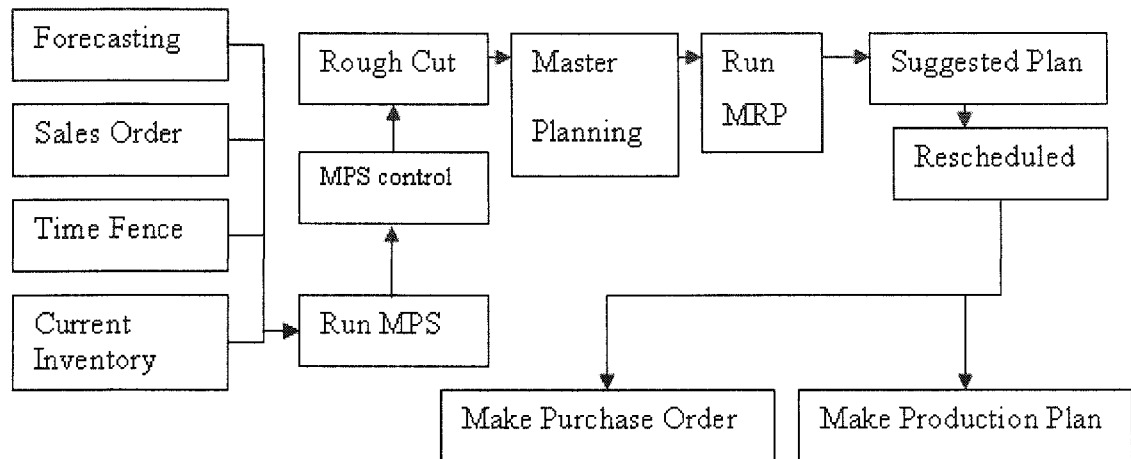 Forecasting
Sales Order
Time Fence
Current
Inventory
Run MPS
MPS control
Rough Cut
Master
Planning
Run
MRP
Suggested Plan
Rescheduled
Make Purchase Order
Make Production Plan